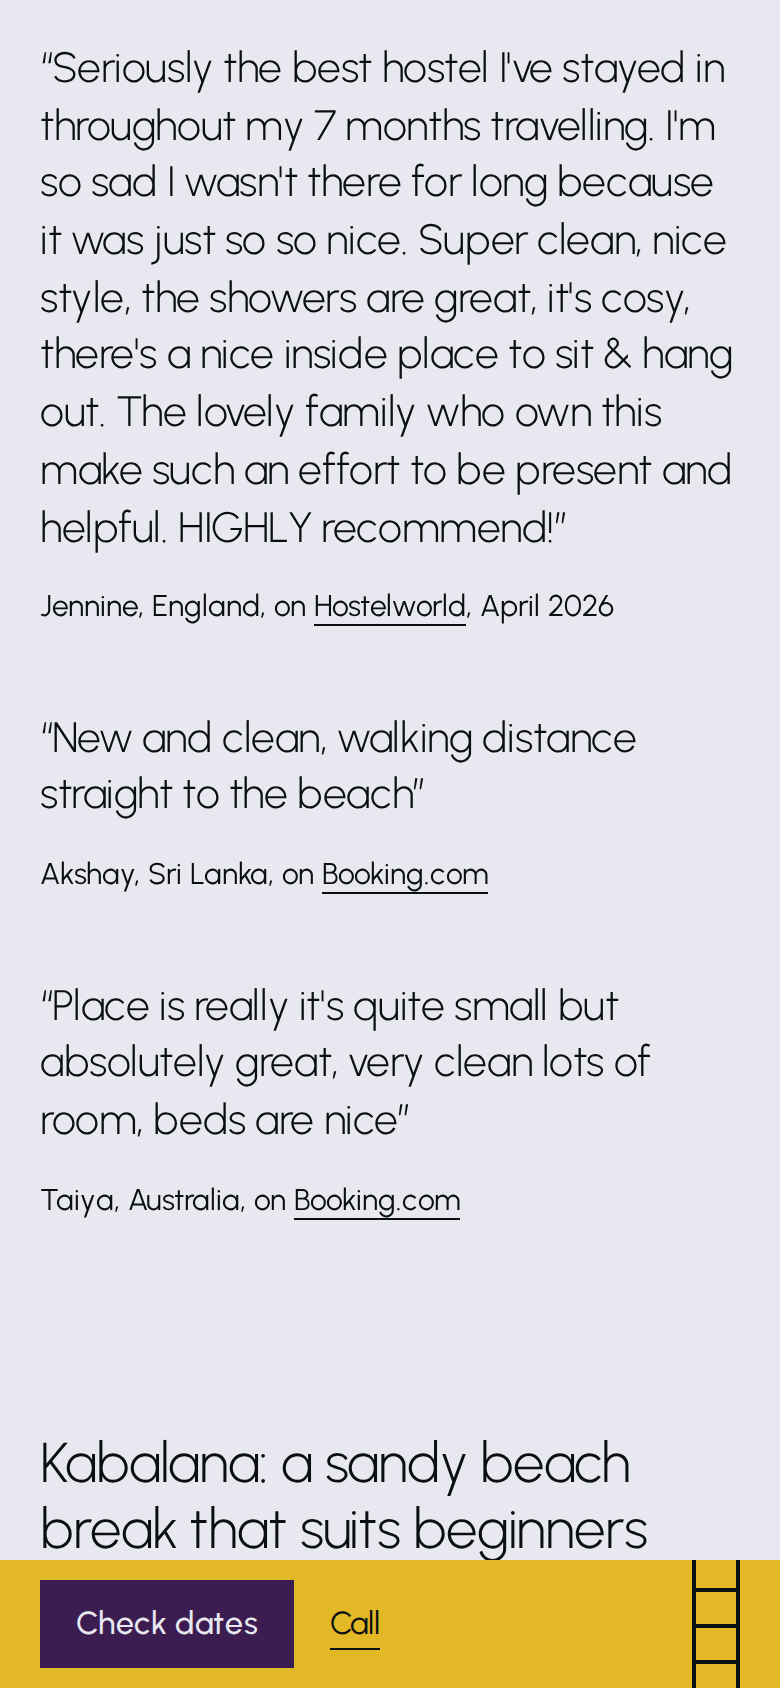 “Seriously the best hostel I've stayed in
throughout my 7 months travelling. I'm
so sad I wasn't there for long because
it was just so so nice. Super clean, nice
style, the showers are great, it's cosy,
there's a nice inside place to sit & hang
out. The lovely family who own this
make such an effort to be present and
helpful. HIGHLY recommend!”
Jennine, England, on Hostelworld, April 2026
“New and clean, walking distance
straight to the beach”
Akshay, Sri Lanka, on Booking.com
“Place is really it's quite small but
absolutely great, very clean lots of
room, beds are nice”
Taiya, Australia, on Booking.com
Kabalana: a sandy beach
break that suits beginners
Check dates Call